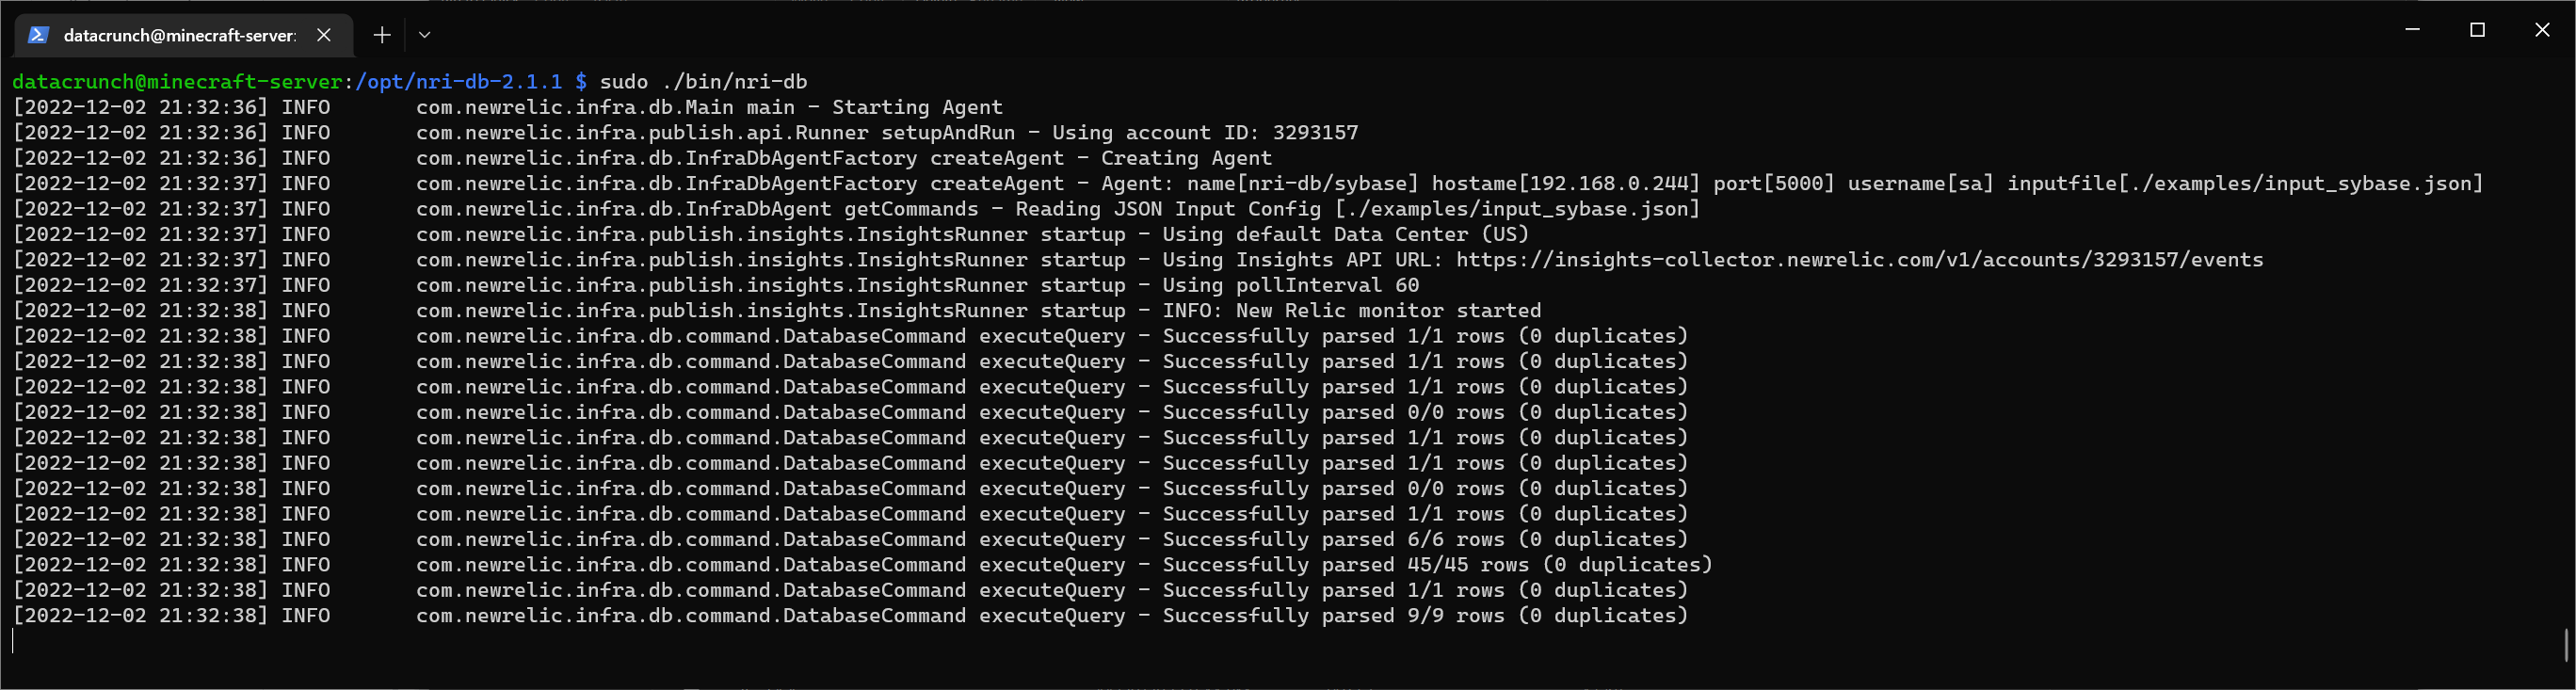 datacrunch@minecraft-server:
datacrunch@minecraft-server:/opt/nri-db-2.1.1 $ sudo ./bin/nri-db
[2022-12-02 21:32:36] INFO com.newrelic.infra.db.Main main - Starting Agent
[2022-12-02 21:32:36] INFO com.newrelic.infra.publish.api.Runner setupAndRun - Using account ID: 3293157
[2022-12-02 21:32:36] INFO com.newrelic.infra.db.InfraDbAgentFactory createAgent - Creating Agent
[2022-12-02 21:32:37] INFO com.newrelic.infra.db.InfraDbAgentFactory createAgent - Agent: name[nri-db/sybase] hostame[192.168.0.244] port[5000] username[sa] inputfile[./examples/input_sybase.json]
[2022-12-02 21:32:37] INFO com.newrelic.infra.db.InfraDbAgent getCommands - Reading JSON Input Config [./examples/input_sybase.json]
[2022-12-02 21:32:37] INFO com.newrelic.infra.publish.insights.InsightsRunner startup - Using default Data Center (US)
[2022-12-02 21:32:37] INFO com.newrelic.infra.publish.insights.InsightsRunner startup - Using Insights API URL: https://insights-collector.newrelic.com/v1/accounts/3293157/events
[2022-12-02 21:32:37] INFO com.newrelic.infra.publish.insights.InsightsRunner startup - Using pollInterval 60
[2022-12-02 21:32:38] INFO com.newrelic.infra.publish.insights.InsightsRunner startup - INFO: New Relic monitor started
[2022-12-02 21:32:38] INFO com.newrelic.infra.db.command.DatabaseCommand executeQuery - Successfully parsed 1/1 rows (0 duplicates)
[2022-12-02 21:32:38] INFO com.newrelic.infra.db.command.DatabaseCommand executeQuery - Successfully parsed 1/1 rows (0 duplicates)
[2022-12-02 21:32:38] INFO com.newrelic.infra.db.command.DatabaseCommand executeQuery - Successfully parsed 1/1 rows (0 duplicates)
[2022-12-02 21:32:38] INFO com.newrelic.infra.db.command.DatabaseCommand executeQuery - Successfully parsed 0/0 rows (0 duplicates)
[2022-12-02 21:32:38] INFO com.newrelic.infra.db.command.DatabaseCommand executeQuery - Successfully parsed 1/1 rows (0 duplicates)
[2022-12-02 21:32:38] INFO com.newrelic.infra.db.command.DatabaseCommand executeQuery - Successfully parsed 1/1 rows (0 duplicates)
[2022-12-02 21:32:38] INFO com.newrelic.infra.db.command.DatabaseCommand executeQuery - Successfully parsed 0/0 rows (0 duplicates)
[2022-12-02 21:32:38] INFO com.newrelic.infra.db.command.DatabaseCommand executeQuery - Successfully parsed 1/1 rows (0 duplicates)
[2022-12-02 21:32:38] INFO com.newrelic.infra.db.command.DatabaseCommand executeQuery - Successfully parsed 6/6 rows (0 duplicates)
[2022-12-02 21:32:38] INFO com.newrelic.infra.db.command.DatabaseCommand executeQuery - Successfully parsed 45/45 rows (0 duplicates)
[2022-12-02 21:32:38] INFO com.newrelic.infra.db.command.DatabaseCommand executeQuery - Successfully parsed 1/1 rows (0 duplicates)
[2022-12-02 21:32:38] INFO com.newrelic.infra.db.command.DatabaseCommand executeQuery - Successfully parsed 9/9 rows (0 duplicates)